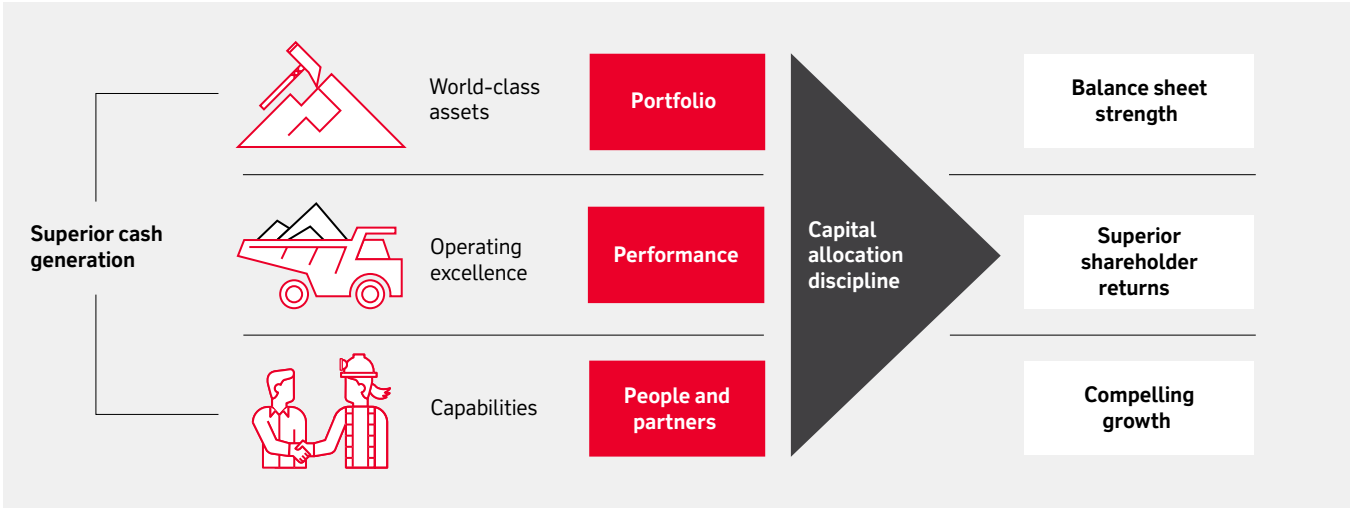 Superior cash
generation
World-class
assets
Portfolio
Operating
excellence
Performance
Capabilities
People and
partners
Capital
allocation
discipline
Balance sheet
strength
Superior
shareholder
returns
Compelling
growth